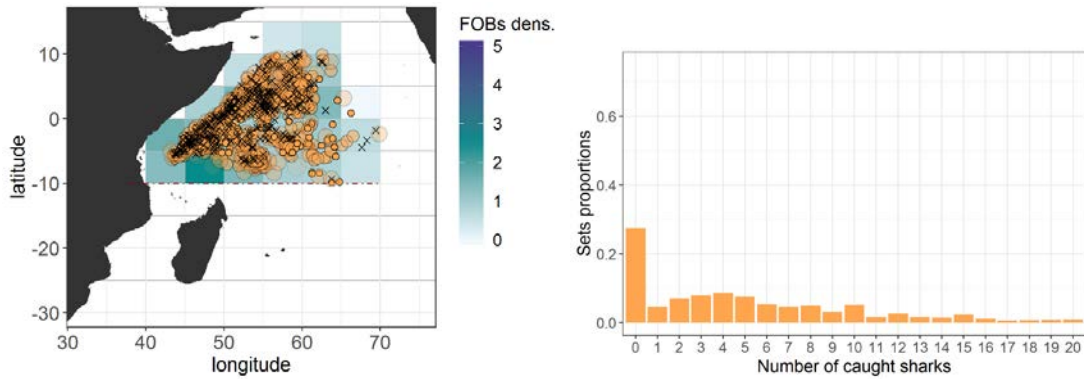 FOBs dens.
5
4
3
2
1
0
10
0
-10
-20
-30
latitude
30 40 50 60 70
longitude
0.6
0.4
0.2
0.0
Sets proportions
0 1 2 3 4 5 6 7 8 9 10 11 12 13 14 15 16 17 18 19 20
Number of caught sharks